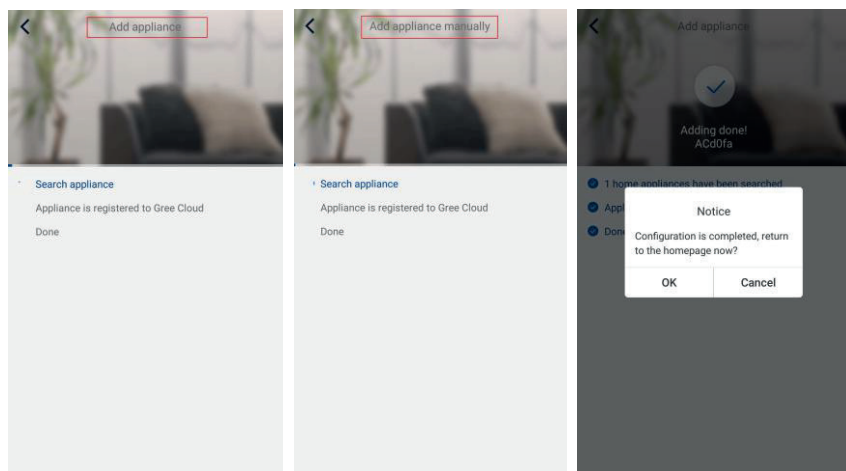 Add appliance
Search appliance
Appliance is registered to Gree Cloud
Done
Add appliance manually
Search appliance
Appliance is registered to Gree Cloud
Done
Add appliance
Adding done!
ACd0fa
1 home appliances have been searched
Notice
Configuration is completed, return
to the homepage now?
OK
Cancel